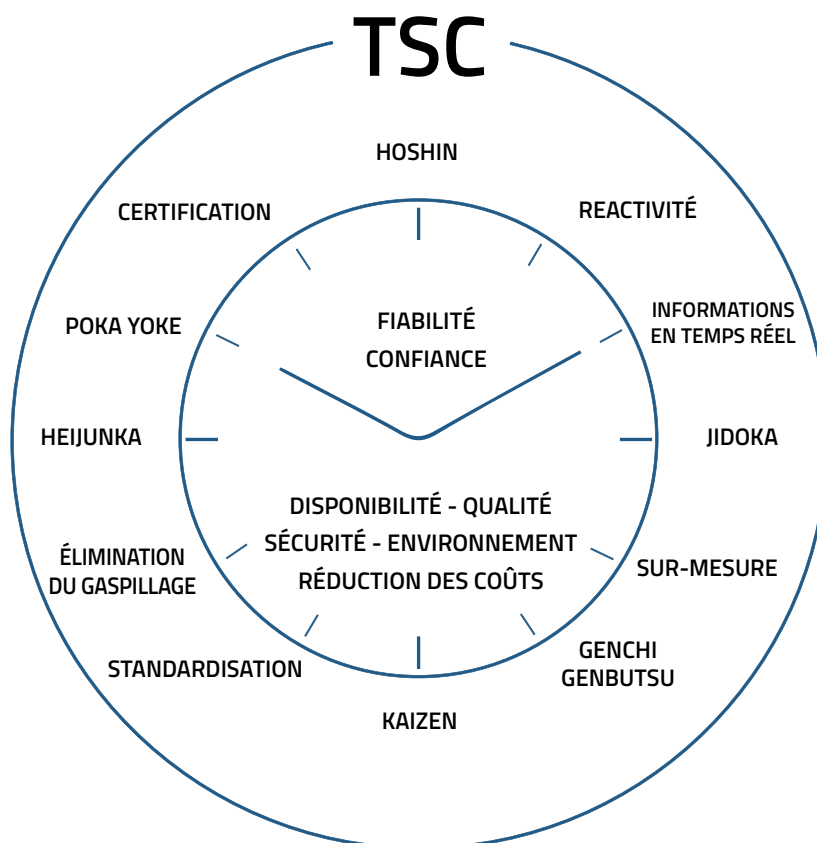 TSC
HOSHIN
CERTIFICATION
REACTIVITÉ
POKA YOKE
INFORMATIONS
EN TEMPS RÉEL
FIABILITÉ
CONFIANCE
HEIJUNKA
JIDOKA
DISPONIBILITÉ - QUALITÉ
SÉCURITÉ - ENVIRONNEMENT
RÉDUCTION DES COÛTS
ÉLIMINATION
DU GASPILLAGE
SUR-MESURE
STANDARDISATION
GENCHI
GENBUTSU
KAIZEN